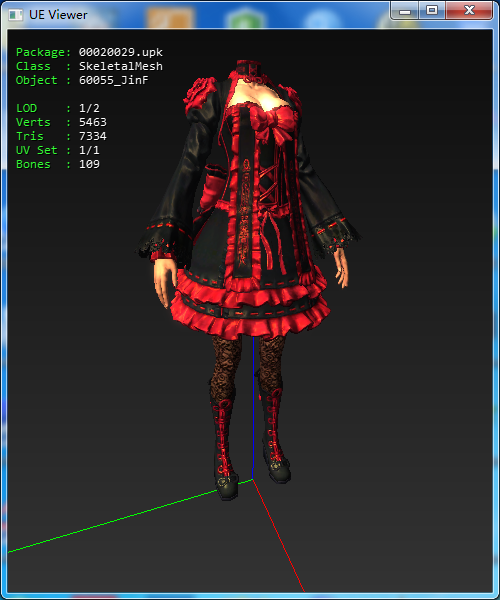 UE Viewer
Package: 00020029.upk
Class : SkeletalMesh
Object : 60055_JinF
LOD : 1/2
Verts : 5463
Tris : 7334
UV Set : 1/1
Bones : 109